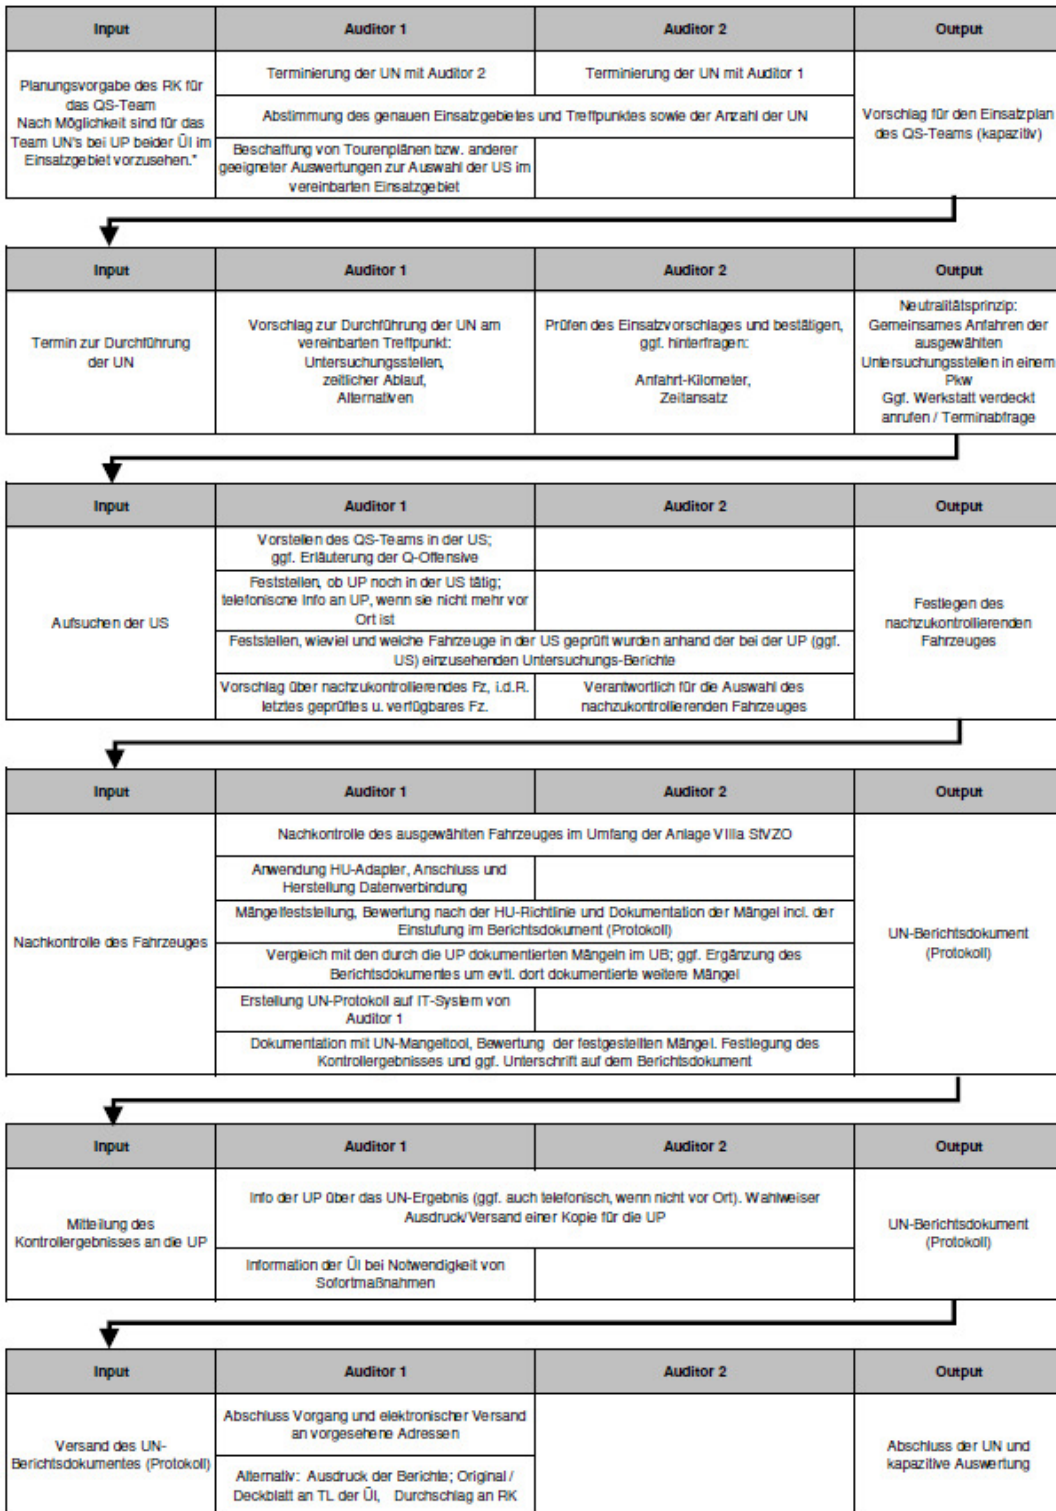 Input
Auditor 1
Auditor 2
Output
Planungsvorgabe des RK für
das QS-Team
Nach Möglichkeit sind für das
Team UN's bei UP beider ÜI im
Einsatzgebiet vorzusehen.*
Terminierung der UN mit Auditor 2
Terminierung der UN mit Auditor 1
Abstimmung des genauen Einsatzgebietes und Treffpunktes sowie der Anzahl der UN
Beschaffung von Tourenplänen bzw. anderer
geeigneter Auswertungen zur Auswahl der US im
vereinbarten Einsatzgebiet
Vorschlag für den Einsatzplan
des QS-Teams (kapazitiv)
Input
Auditor 1
Auditor 2
Output
Termin zur Durchführung
der UN
Vorschlag zur Durchführung der UN am
vereinbarten Treffpunkt:
Untersuchungsstellen,
zeitlicher Ablauf,
Alternativen
Prüfen des Einsatzvorschlages und bestätigen,
ggf. hinterfragen:
Anfahrt-Kilometer,
Zeitansatz
Neutralitätsprinzip:
Gemeinsames Anfahren der
ausgewählten
Untersuchungsstellen in einem
Pkw
Ggf. Werkstatt verdeckt
anrufen / Terminabfrage
Input
Auditor 1
Auditor 2
Output
Aufsuchen der US
Vorstellen des QS-Teams in der US;
ggf. Erläuterung der Q-Offensive
Feststellen, ob UP noch in der US tätig;
telefonische Info an UP, wenn sie nicht mehr vor
Ort ist
Feststellen, wieviel und welche Fahrzeuge in der US geprüft wurden anhand der bei der UP (ggf.
US) einzusehenden Untersuchungs-Berichte
Vorschlag über nachzukontrollierendes Fz, i.d.R.
letztes geprüftes u. verfügbares Fz.
Verantwortlich für die Auswahl des
nachzukontrollierenden Fahrzeuges
Festlegen des
nachzukontrollierenden
Fahrzeuges
Input
Auditor 1
Auditor 2
Output
Nachkontrolle des Fahrzeuges
Nachkontrolle des ausgewählten Fahrzeuges im Umfang der Anlage VIIIa StVZO
Anwendung HU-Adapter, Anschluss und
Herstellung Datenverbindung
Mängelfeststellung, Bewertung nach der HU-Richtlinie und Dokumentation der Mängel incl. der
Einstufung im Berichtsdokument (Protokoll)
Vergleich mit den durch die UP dokumentierten Mängeln im UB; ggf. Ergänzung des
Berichtsdokumentes um evtl. dort dokumentierte weitere Mängel
Erstellung UN-Protokoll auf IT-System von
Auditor 1
Dokumentation mit UN-Mangeltool, Bewertung der festgestellten Mängel. Festlegung des
Kontrollergebnisses und ggf. Unterschrift auf dem Berichtsdokument
UN-Berichtsdokument
(Protokoll)
Input
Auditor 1
Auditor 2
Output
Mitteilung des
Kontrollergebnisses an die UP
Info der UP über das UN-Ergebnis (ggf. auch telefonisch, wenn nicht vor Ort). Wahlweiser
Ausdruck/Versand einer Kopie für die UP
Information der ÜI bei Notwendigkeit von
Sofortmaßnahmen
UN-Berichtsdokument
(Protokoll)
Input
Auditor 1
Auditor 2
Output
Versand des UN-
Berichtsdokumentes (Protokoll)
Abschluss Vorgang und elektronischer Versand
an vorgesehene Adressen
Alternativ: Ausdruck der Berichte; Original /
Deckblatt an TL der ÜI, Durchschlag an RK
Abschluss der UN und
kapazitive Auswertung